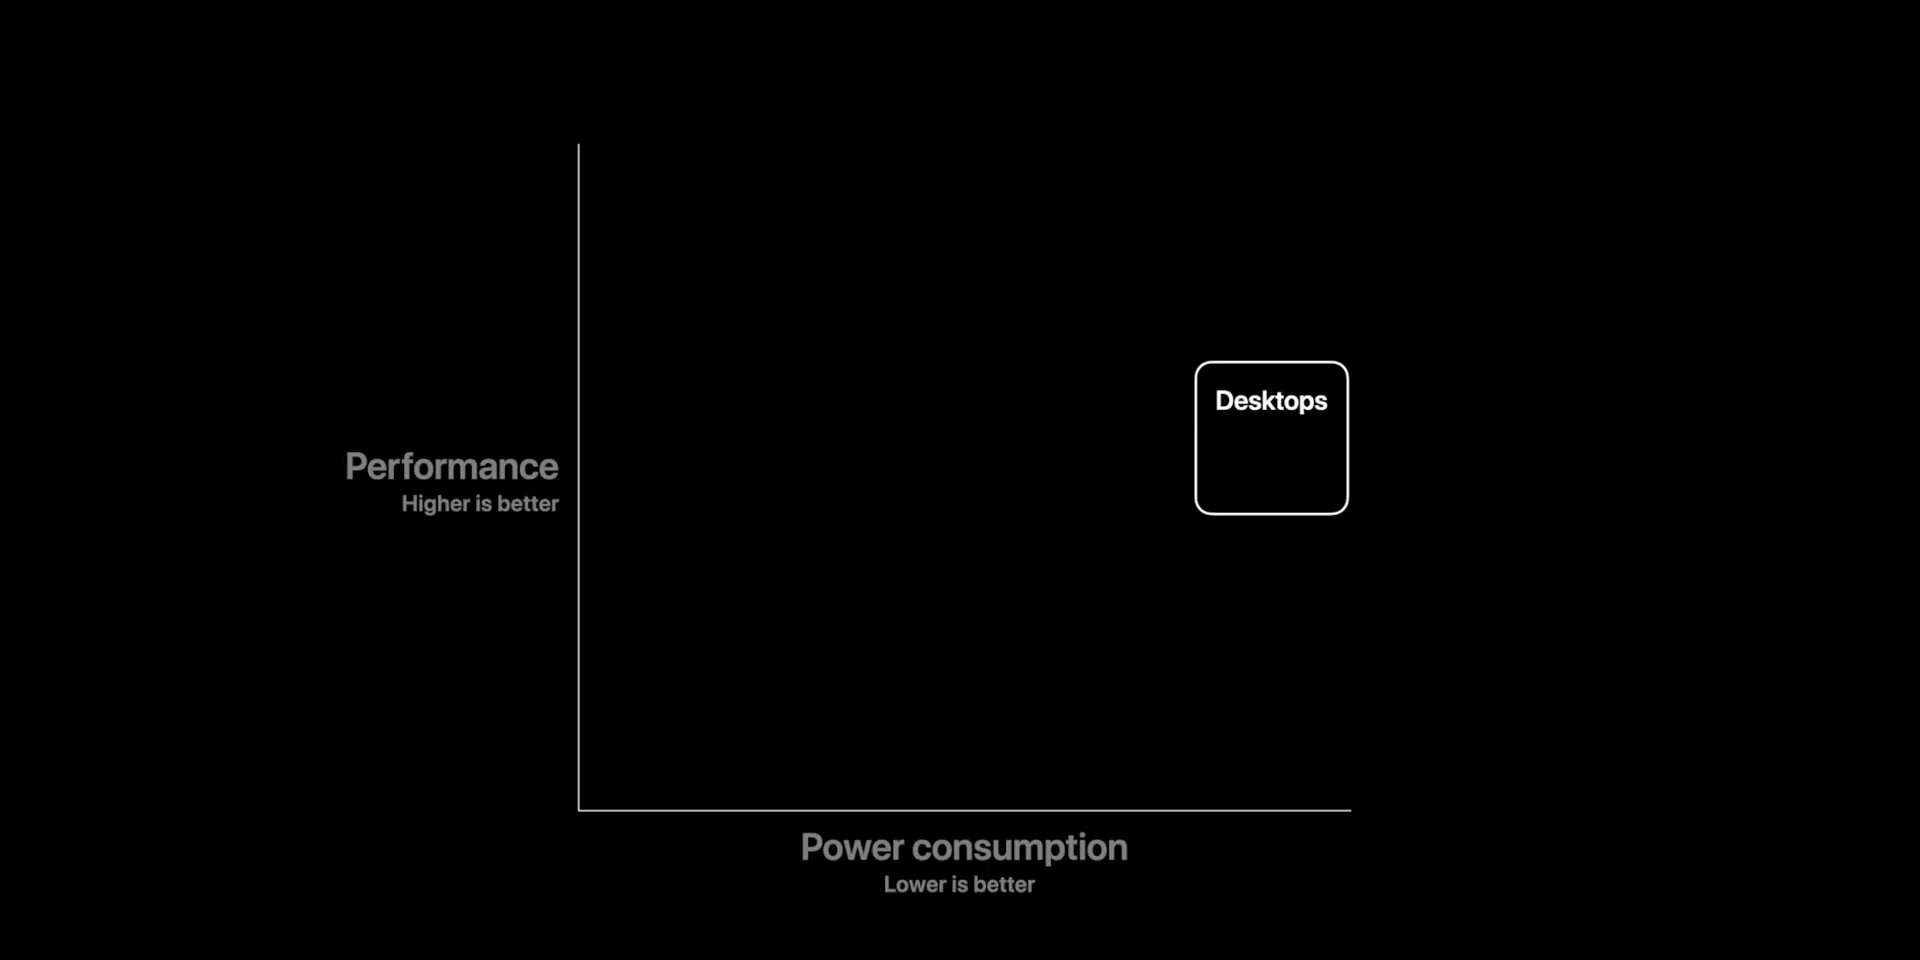 Desktops
Performance
Higher is better
Power consumption
Lower is better